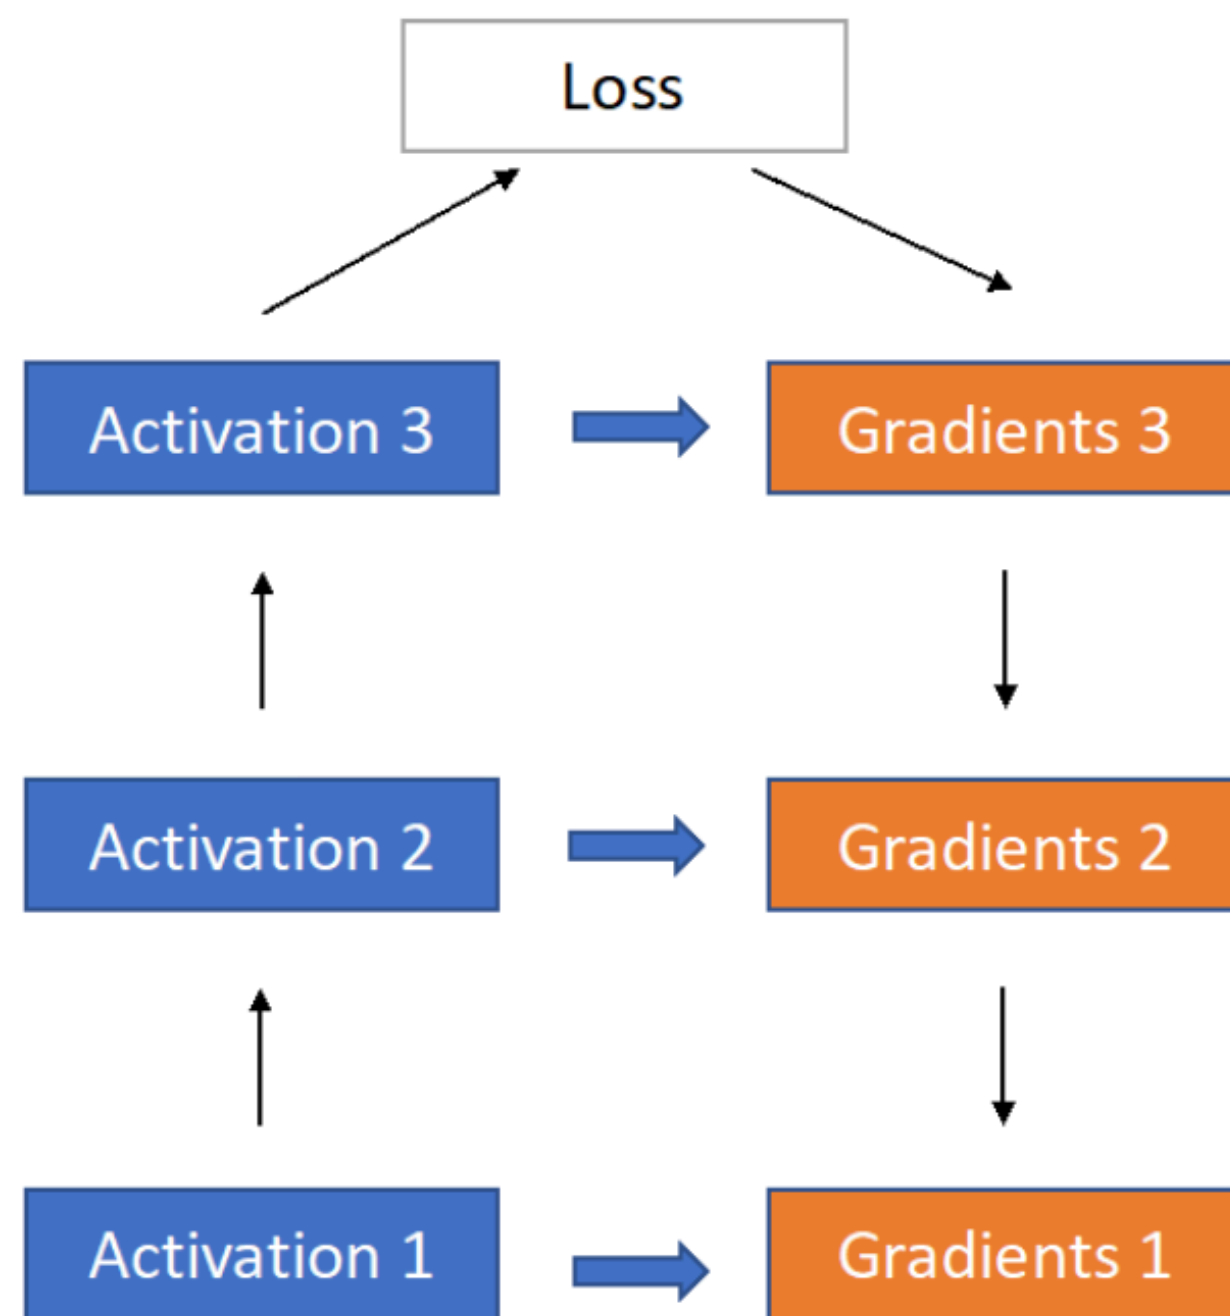 Loss
Activation 3
Gradients 3
Activation 2
Gradients 2
Activation 1
Gradients 1